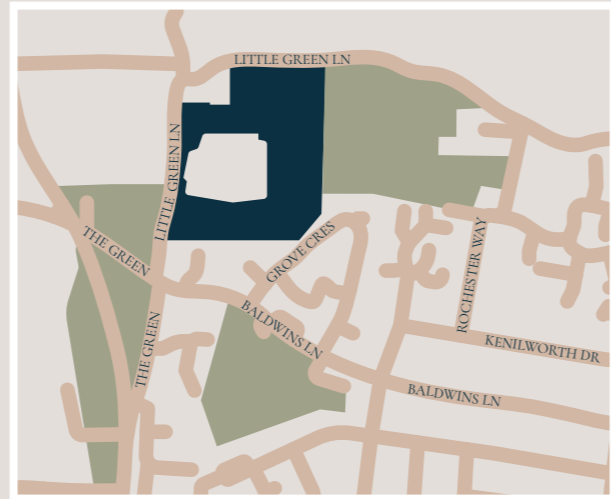 LITTLE GREEN LN
LITTLE GREEN LN
THE GREEN
GROVE CRES
ROCHESTER WAY
BALDWINS LN
THE GREEN
KENILWORTH DR
BALDWINS LN